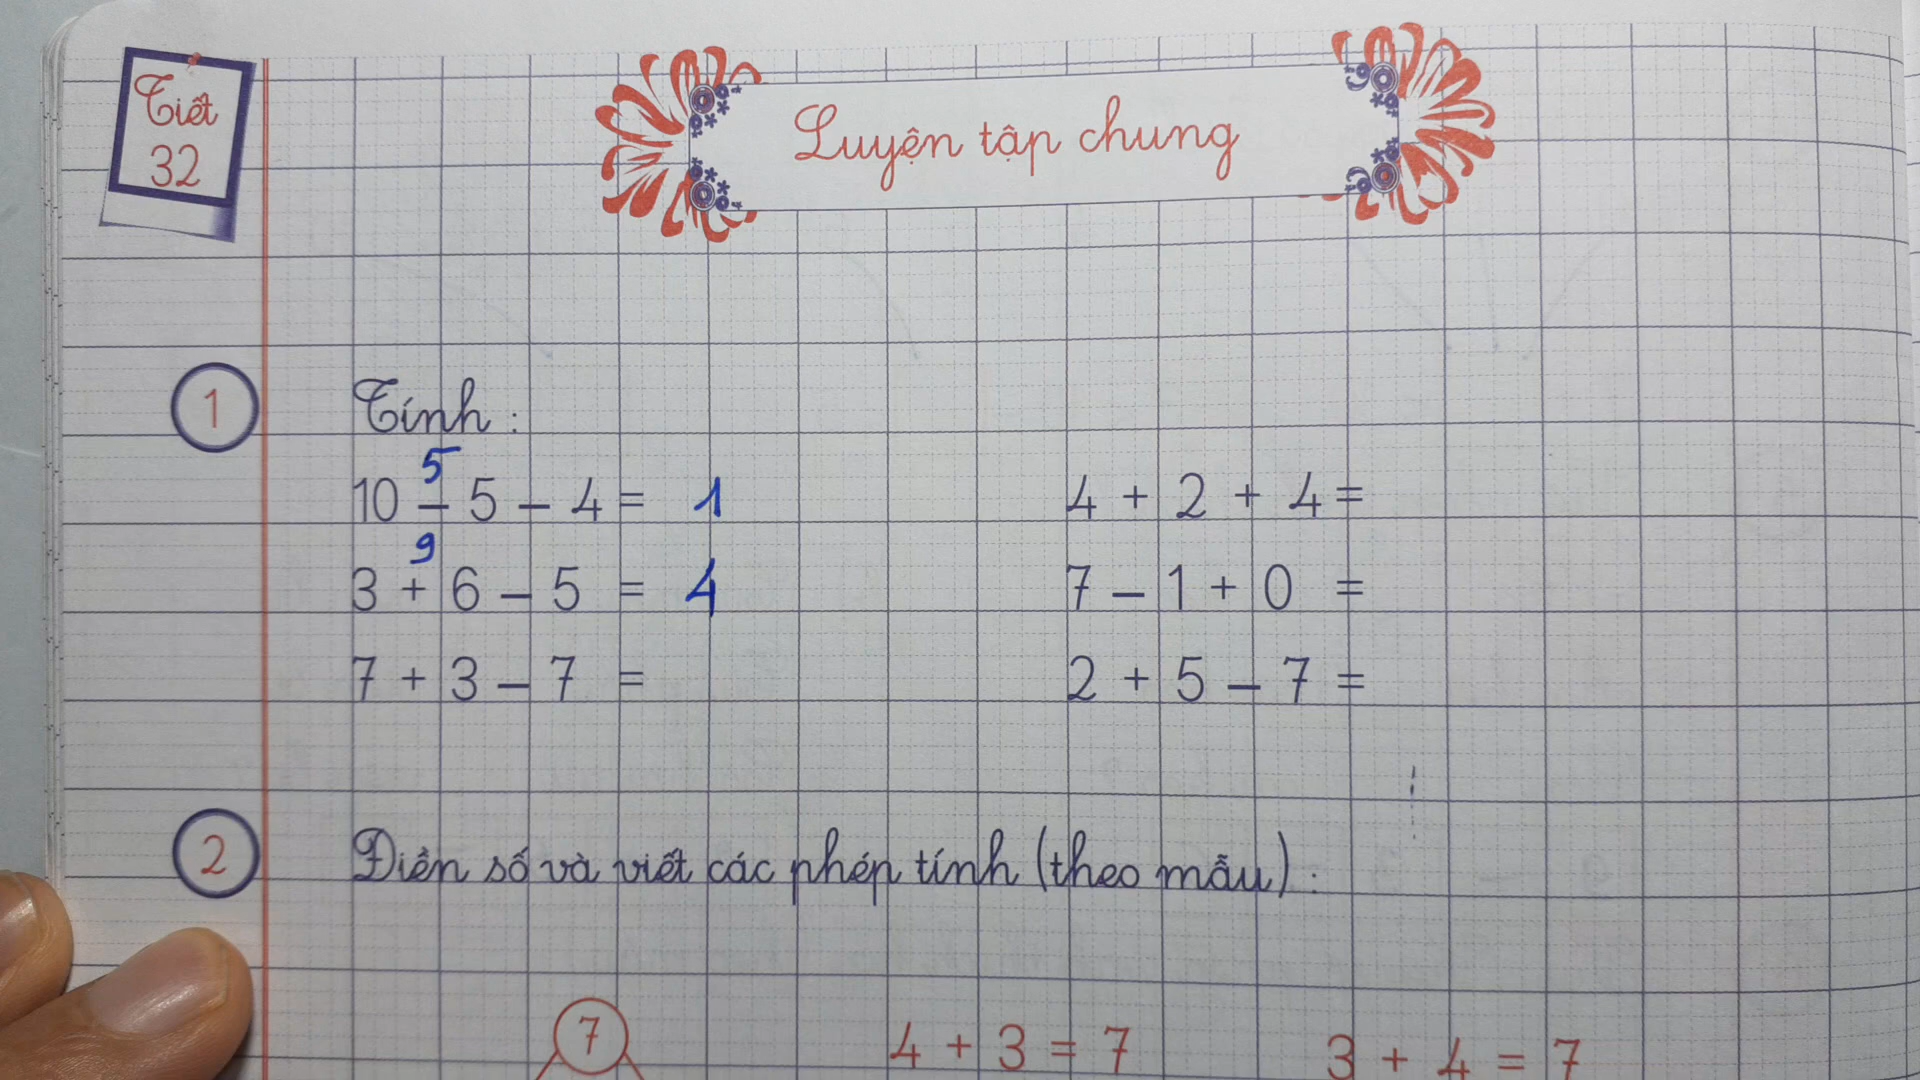 Tiết
32
Luyện tập chung
1
Tính :
5
10 – 5 – 4 = 1
4 + 2 + 4 =
9
3 + 6 – 5 = 4
7 – 1 + 0 =
7 + 3 – 7 =
2 + 5 – 7 =
2
Điền số và viết các phép tính (theo mẫu) :
7
4 + 3 = 7
3 + 4 = 7